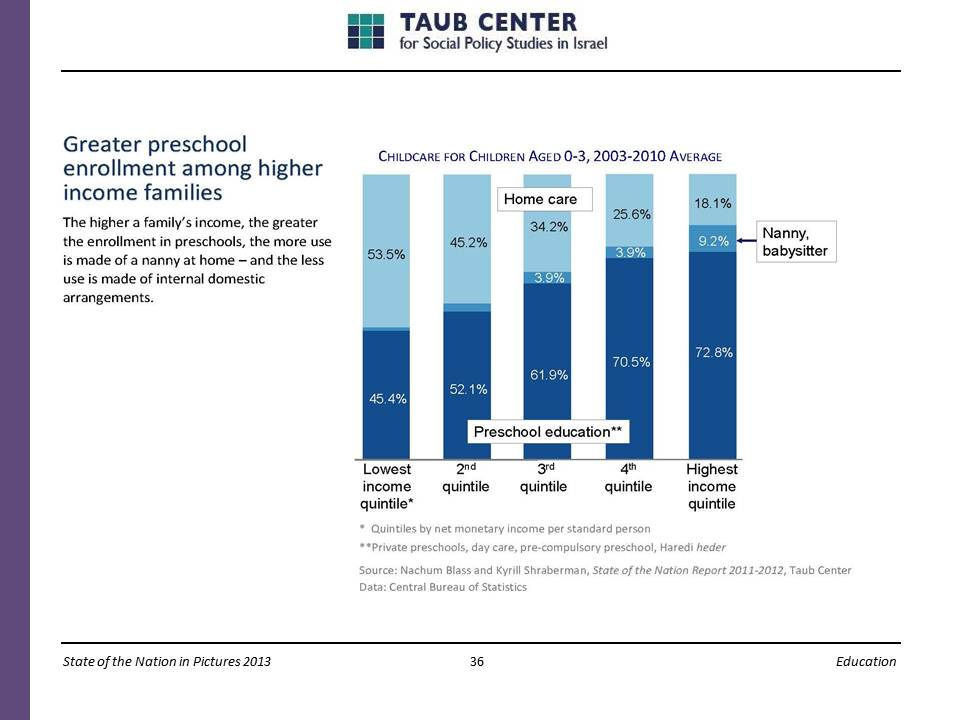 TAUB CENTER
for Social Policy Studies in Israel
Greater preschool
enrollment among higher
income families
The higher a family's income, the greater
the enrollment in preschools, the more use
is made of a nanny at home – and the less
use is made of internal domestic
arrangements.
CHILDCARE FOR CHILDREN AGED 0-3, 2003-2010 AVERAGE
Home care
53.5%
45.2%
34.2%
25.6%
18.1%
3.9%
3.9%
9.2%
Nanny,
babysitter
45.4%
52.1%
61.9%
70.5%
72.8%
Preschool education**
Lowest
income
quintile*
2nd
quintile
3rd
quintile
4th
quintile
Highest
income
quintile
* Quintiles by net monetary income per standard person
**Private preschools, day care, pre-compulsory preschool, Haredi heder
Source: Nachum Blass and Kyrill Shraberman, State of the Nation Report 2011-2012, Taub Center
Data: Central Bureau of Statistics
State of the Nation in Pictures 2013
36
Education